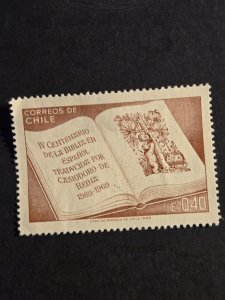 CORREOS DE
CHILE
IV CENTENARIO
DE LA BIBLIA EN
ESPAÑOL
TRADUCIDA POR
CASIODORO DE
REINA
1569-1969
Eº 0,40
CASA DE MONEDA DE CHILE-1969